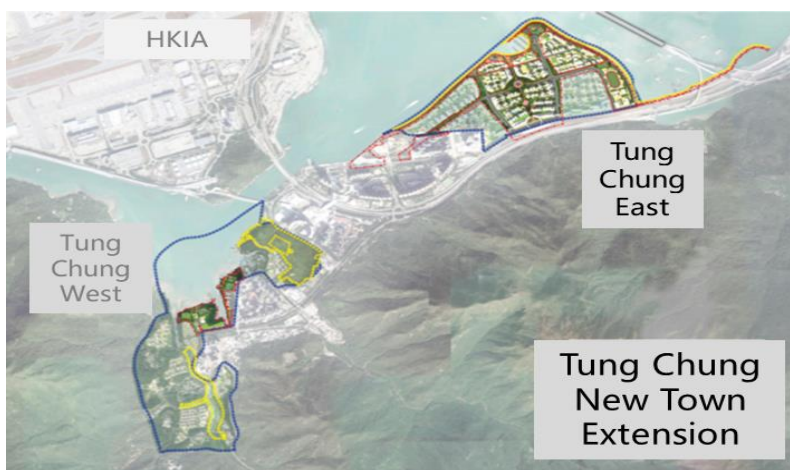 HKIA
Tung
Chung
East
Tung
Chung
West
Tung Chung
New Town
Extension